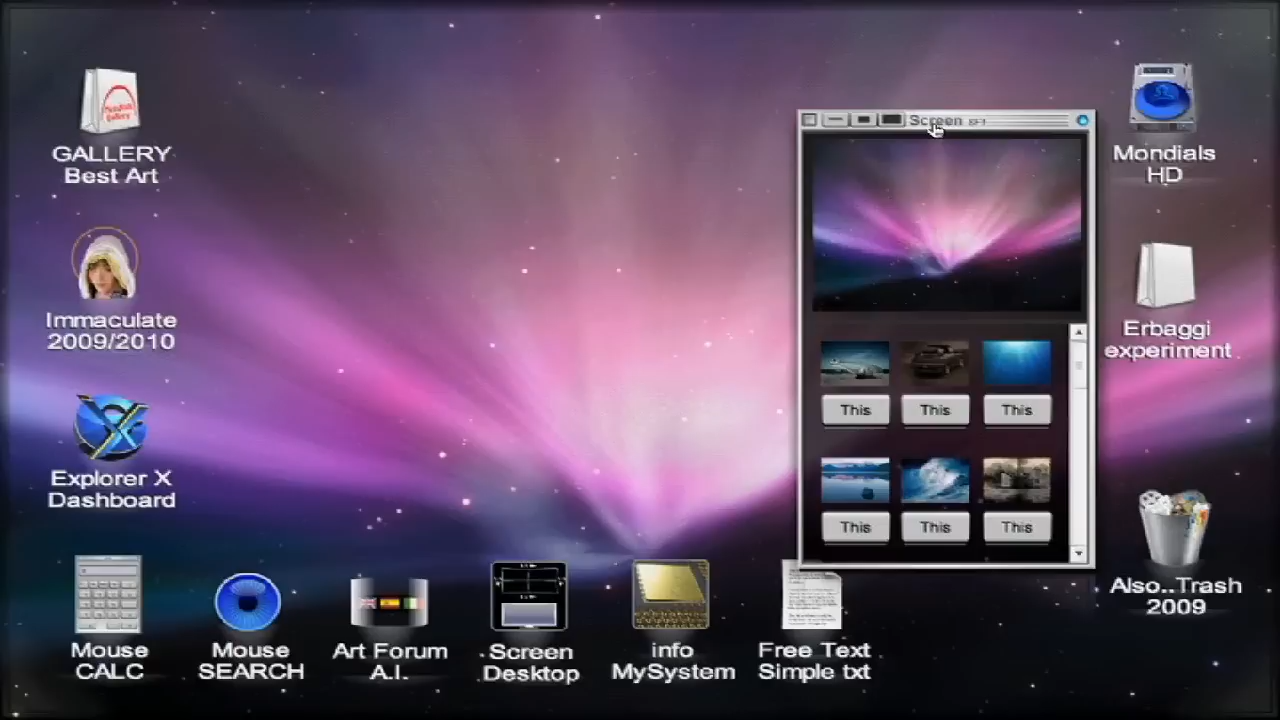 GALLERY
Best Art
Immaculate
2009/2010
Explorer X
Dashboard
Mouse
CALC
Mouse
SEARCH
Art Forum
A.I.
Screen
Desktop
info
MySystem
Free Text
Simple txt
Screen
This This This
This This This
Mondials
HD
Erbaggi
experiment
Also..Trash
2009